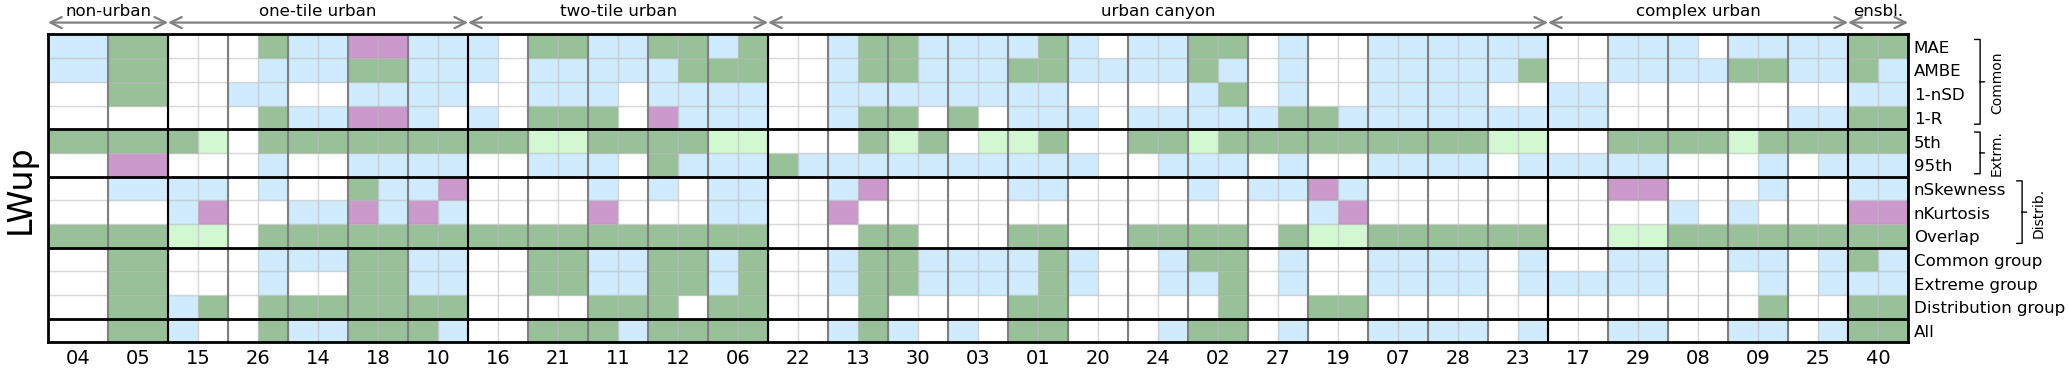 non-urban one-tile urban two-tile urban urban canyon complex urban ensbl.
MAE
AMBE
1-nSD
1-R
Common
5th
95th
Extrm.
nSkewness
nKurtosis
Overlap
Distrib.
Common group
Extreme group
Distribution group
All
LWup
04 05 15 26 14 18 10 16 21 11 12 06 22 13 30 03 01 20 24 02 27 19 07 28 23 17 29 08 09 25 40